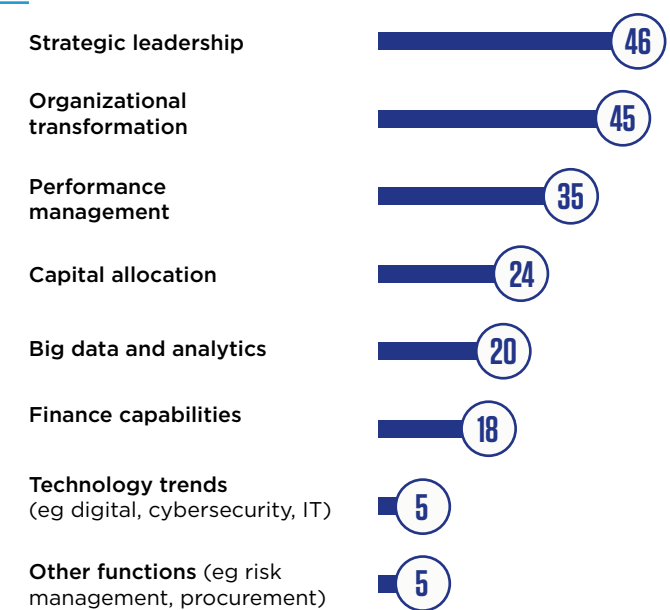 Strategic leadership
46
Organizational
transformation
45
Performance
management
35
Capital allocation
24
Big data and analytics
20
Finance capabilities
18
Technology trends
(eg digital, cybersecurity, IT)
5
Other functions (eg risk
management, procurement)
5